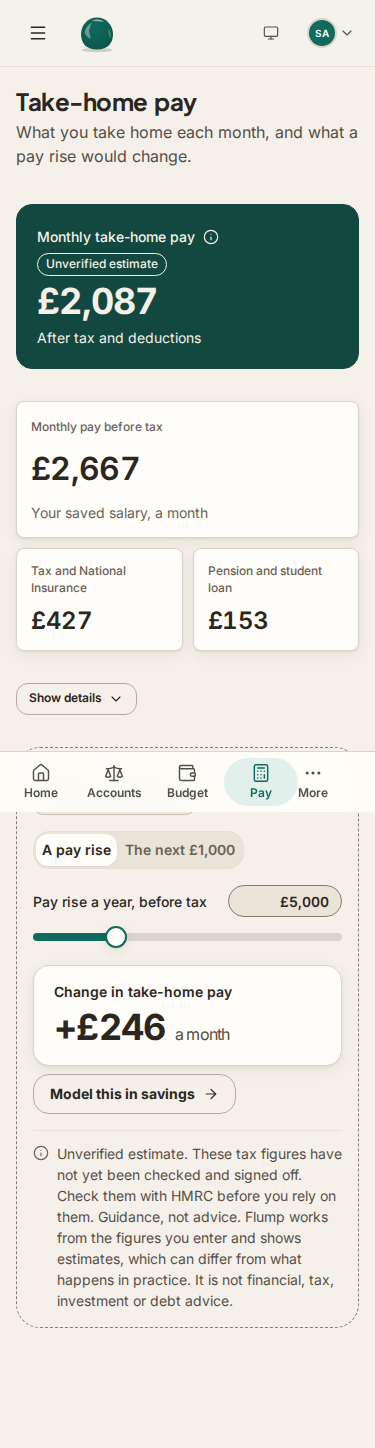 SA
Take-home pay
What you take home each month, and what a
pay rise would change.
Monthly take-home pay
Unverified estimate
£2,087
After tax and deductions
Monthly pay before tax
£2,667
Your saved salary, a month
Tax and National
Insurance
£427
Pension and student
loan
£153
Show details
Home
Accounts
Budget
Pay
More
A pay rise
The next £1,000
Pay rise a year, before tax
£5,000
Change in take-home pay
+£246 a month
Model this in savings
Unverified estimate. These tax figures have
not yet been checked and signed off.
Check them with HMRC before you rely on
them. Guidance, not advice. Flump works
from the figures you enter and shows
estimates, which can differ from what
happens in practice. It is not financial, tax,
investment or debt advice.